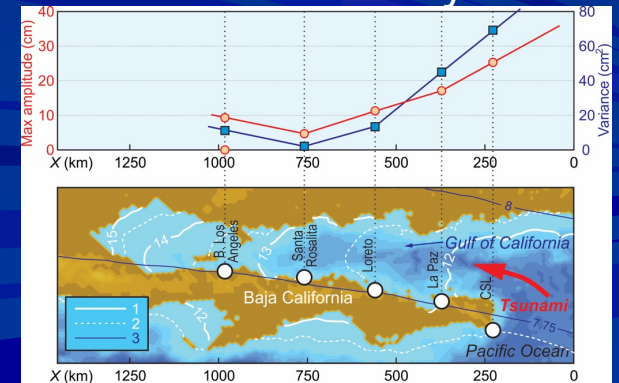 40
30
20
10
0
Max amplitude (cm)
80
60
40
20
0
Variance (cm²)
X (km) 1250 1000 750 500 250 0
15
14
13
12
12
8
7.75
B. Los
Angeles
Santa
Rosalita
Loreto
La Paz
CSL
Gulf of California
Tsunami
Baja California
Pacific Ocean
1
2
3
X (km) 1250 1000 750 500 250 0